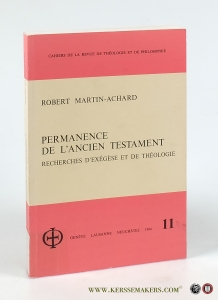 CAHIERS DE LA REVUE DE THÉOLOGIE ET DE PHILOSOPHIE
ROBERT MARTIN-ACHARD
PERMANENCE
DE L'ANCIEN TESTAMENT
RECHERCHES D'EXÉGÈSE ET DE THÉOLOGIE
GENÈVE LAUSANNE NEUCHÂTEL
11
WWW.KERSSEMAKERS.COM